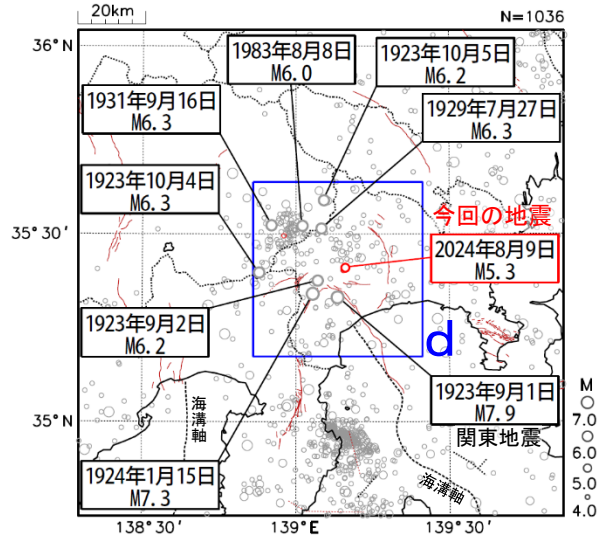 20km
N=1036
36°N
1983年8月8日
M6.0
1923年10月5日
M6.2
1931年9月16日
M6.3
1929年7月27日
M6.3
1923年10月4日
M6.3
35°30′
今回の地震
2024年8月9日
M5.3
1923年9月2日
M6.2
d
1923年9月1日
M7.9
関東地震
35°N
海溝軸
1924年1月15日
M7.3
海溝軸
M
7.0
6.0
5.0
4.0
138°30′
139°E
139°30′